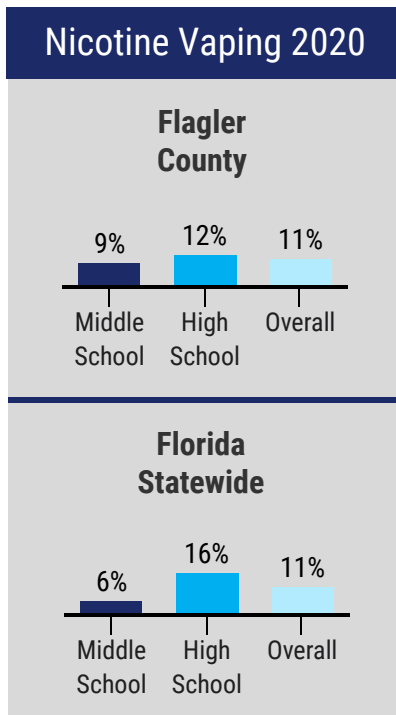 Nicotine Vaping 2020
Flagler
County
9%
12%
11%
Middle
School
High
School
Overall
Florida
Statewide
6%
16%
11%
Middle
School
High
School
Overall